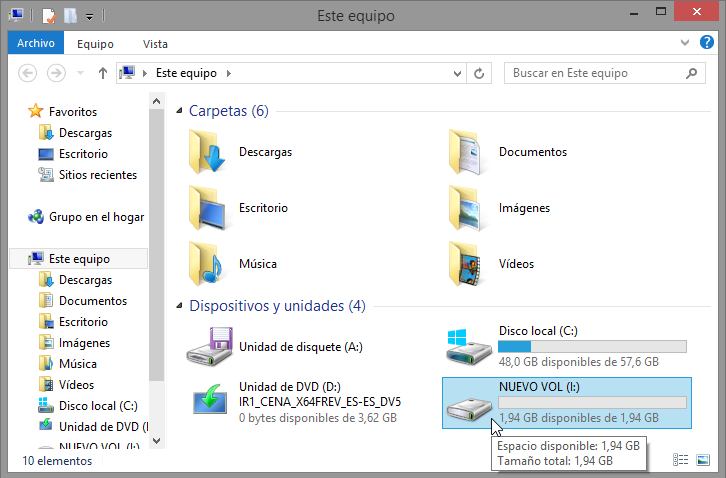 Este equipo
Archivo
Equipo
Vista
Este equipo
Buscar en Este equipo
Favoritos
Descargas
Escritorio
Sitios recientes
Grupo en el hogar
Este equipo
Descargas
Documentos
Escritorio
Imágenes
Música
Vídeos
Disco local (C:)
Unidad de DVD (
NUEVO VOL (I:)
Carpetas (6)
Descargas
Documentos
Escritorio
Imágenes
Música
Vídeos
Dispositivos y unidades (4)
Unidad de disquete (A:)
Disco local (C:)
48,0 GB disponibles de 57,6 GB
Unidad de DVD (D:)
IR1_CENA_X64FREV_ES-ES_DV5
0 bytes disponibles de 3,62 GB
NUEVO VOL (I:)
1,94 GB disponibles de 1,94 GB
Espacio disponible: 1,94 GB
Tamaño total: 1,94 GB
10 elementos